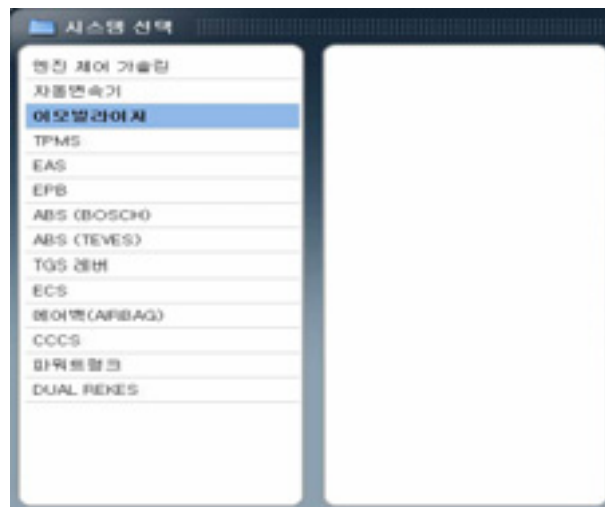 시스템 선택
엔진 제어 가솔린
자동변속기
이모빌라이저
TPMS
EAS
EPB
ABS (BOSCH)
ABS (TEVES)
TGS 레버
ECS
에어백(AIRBAG)
CCCS
파워트렁크
DUAL REKES